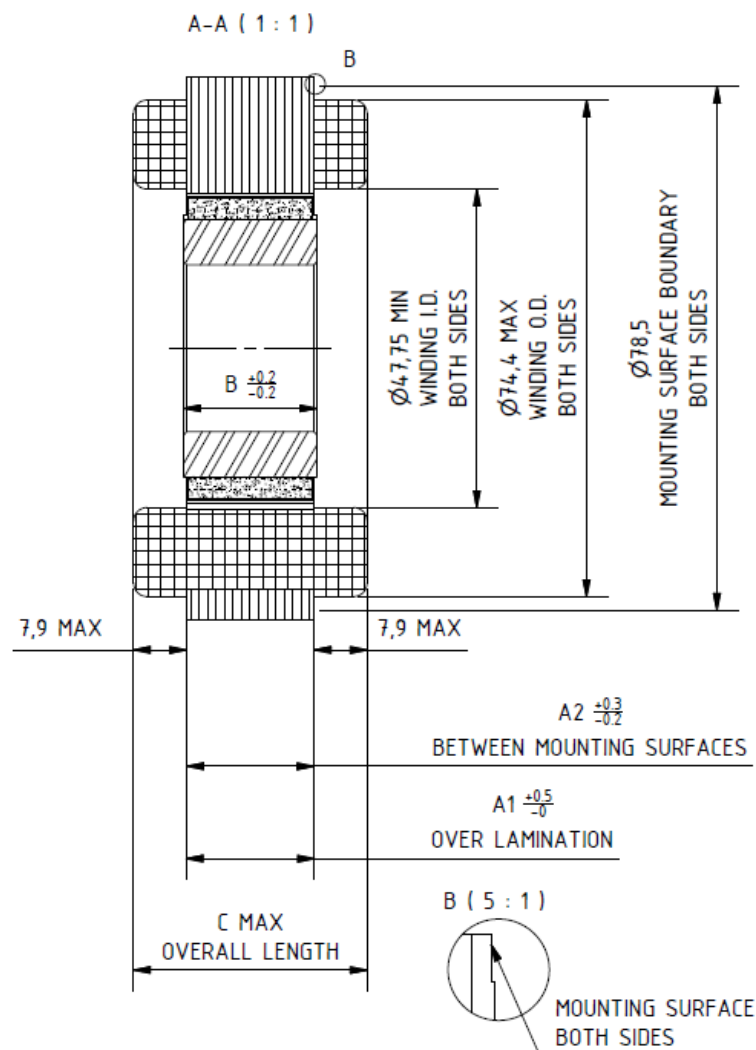 A-A ( 1 : 1 )
B
Ø47,75 MIN
WINDING I.D.
BOTH SIDES
Ø74,4 MAX
WINDING O.D.
BOTH SIDES
Ø78,5
MOUNTING SURFACE BOUNDARY
BOTH SIDES
B +0.2
-0.2
7,9 MAX
7,9 MAX
A2 +0.3
-0.2
BETWEEN MOUNTING SURFACES
A1 +0.5
-0
OVER LAMINATION
C MAX
OVERALL LENGTH
B ( 5 : 1 )
MOUNTING SURFACE
BOTH SIDES